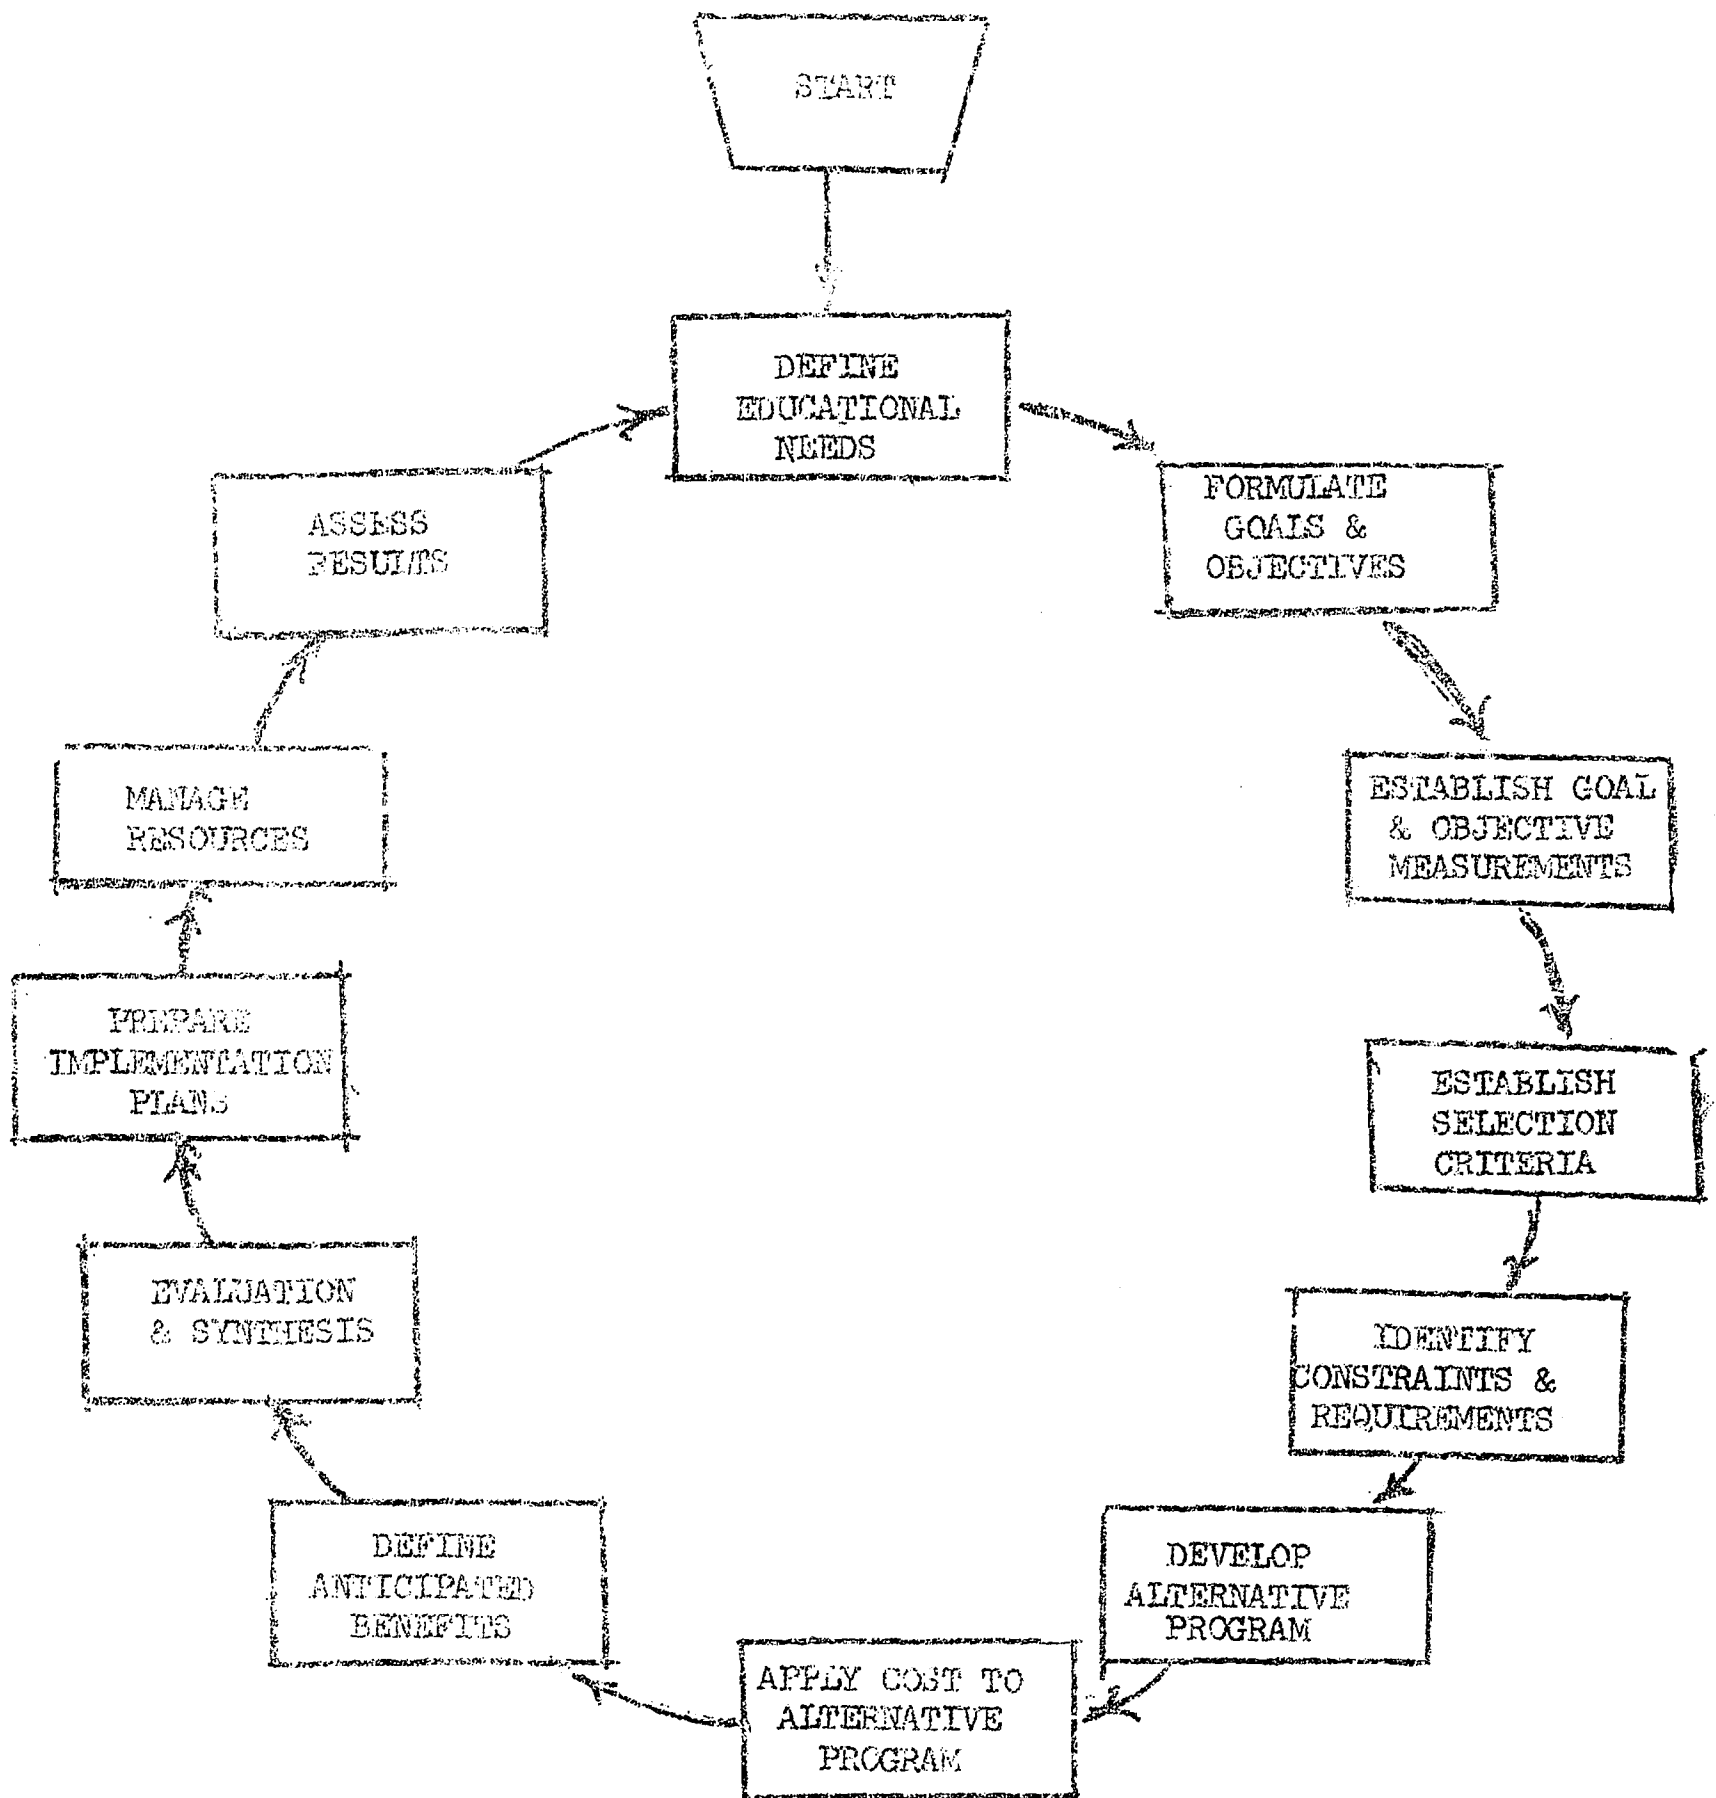 START
DEFINE
EDUCATIONAL
NEEDS
FORMULATE
GOALS &
OBJECTIVES
ESTABLISH GOAL
& OBJECTIVE
MEASUREMENTS
ESTABLISH
SELECTION
CRITERIA
IDENTIFY
CONSTRAINTS &
REQUIREMENTS
DEVELOP
ALTERNATIVE
PROGRAM
APPLY COST TO
ALTERNATIVE
PROGRAM
DEFINE
ANTICIPATED
BENEFITS
EVALUATION
& SYNTHESIS
PREPARE
IMPLEMENTATION
PLANS
MANAGE
RESOURCES
ASSESS
RESULTS